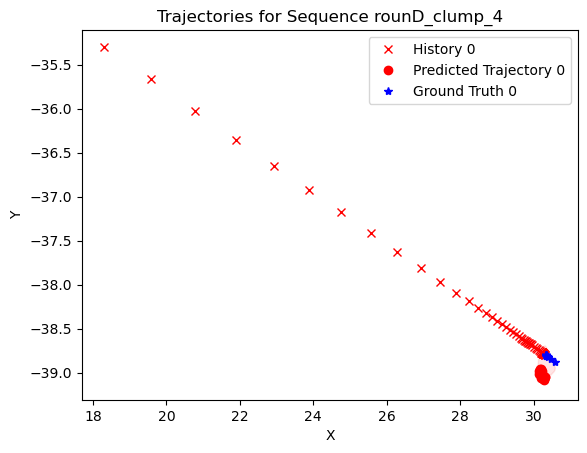 Trajectories for Sequence rounD_clump_4
History 0
Predicted Trajectory 0
Ground Truth 0
−35.5
−36.0
−36.5
−37.0
−37.5
−38.0
−38.5
−39.0
Y
18 20 22 24 26 28 30
X